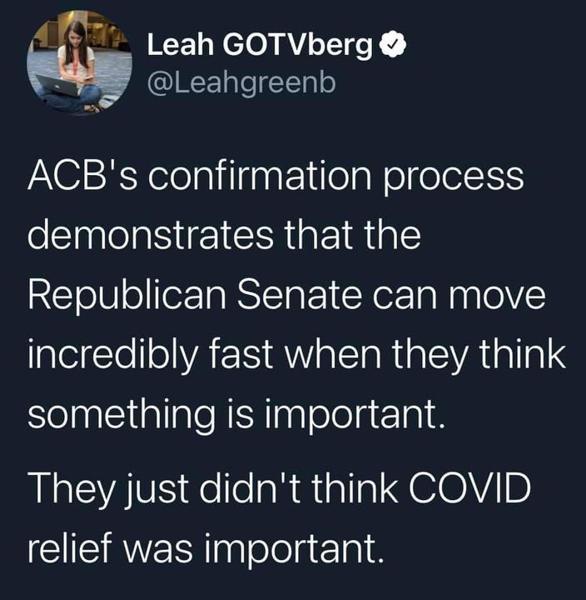 Leah GOTVberg
@Leahgreenb
ACB's confirmation process
demonstrates that the
Republican Senate can move
incredibly fast when they think
something is important.
They just didn't think COVID
relief was important.